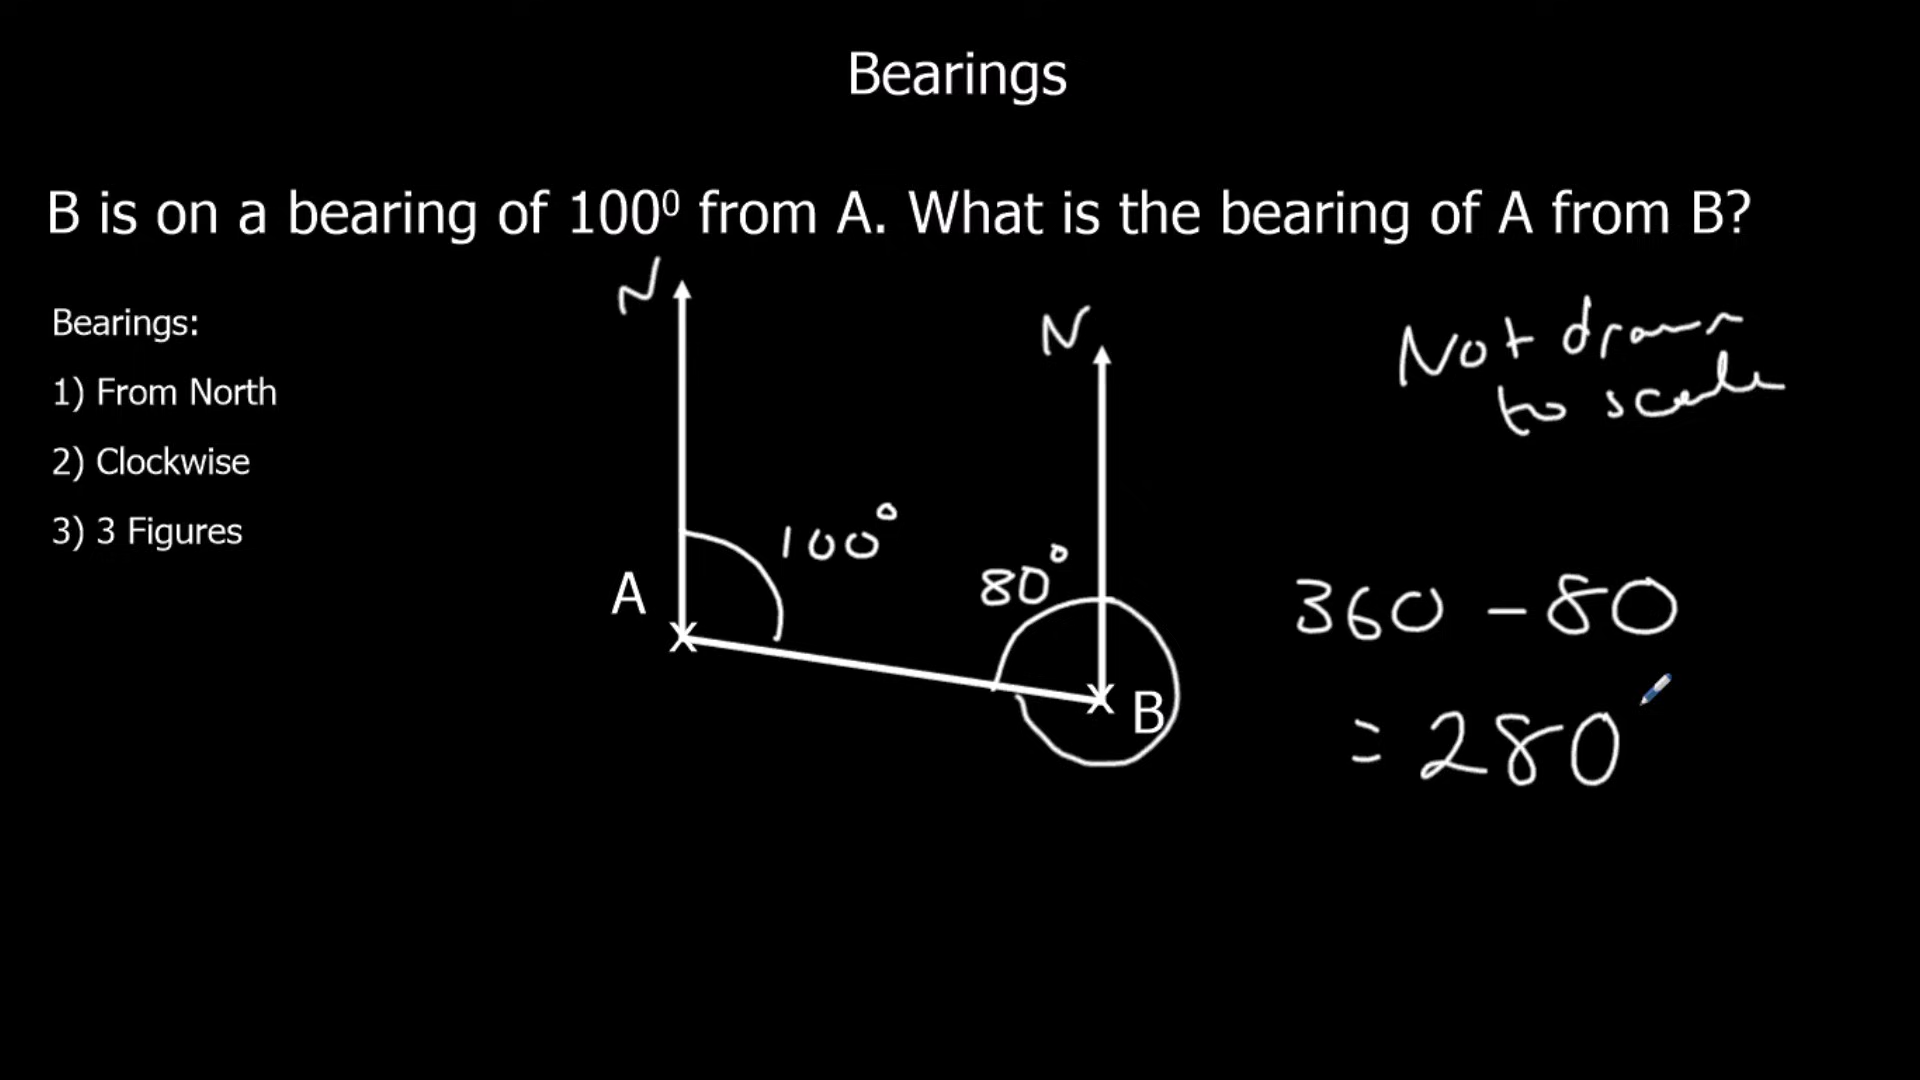 Bearings
B is on a bearing of 100⁰ from A. What is the bearing of A from B?
Bearings:
1) From North
2) Clockwise
3) 3 Figures
N
N
Not drawn
to scale
100°
80°
A
B
360 - 80
= 280